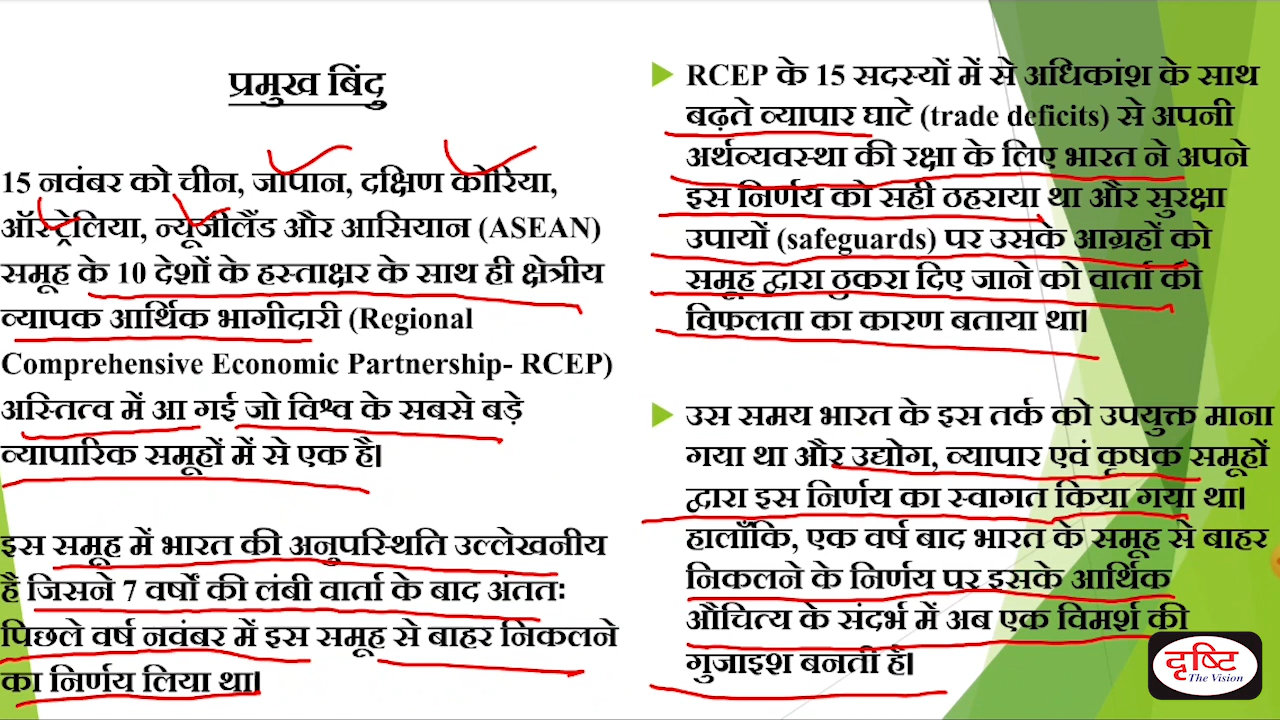 प्रमुख बिंदु
15 नवंबर को चीन, जापान, दक्षिण कोरिया,
ऑस्ट्रेलिया, न्यूजीलैंड और आसियान (ASEAN)
समूह के 10 देशों के हस्ताक्षर के साथ ही क्षेत्रीय
व्यापक आर्थिक भागीदारी (Regional
Comprehensive Economic Partnership- RCEP)
अस्तित्व में आ गई जो विश्व के सबसे बड़े
व्यापारिक समूहों में से एक है।
इस समूह में भारत की अनुपस्थिति उल्लेखनीय
है जिसने 7 वर्षों की लंबी वार्ता के बाद अंततः
पिछले वर्ष नवंबर में इस समूह से बाहर निकलने
का निर्णय लिया था।
RCEP के 15 सदस्यों में से अधिकांश के साथ
बढ़ते व्यापार घाटे (trade deficits) से अपनी
अर्थव्यवस्था की रक्षा के लिए भारत ने अपने
इस निर्णय को सही ठहराया था और सुरक्षा
उपायों (safeguards) पर उसके आग्रहों को
समूह द्वारा ठुकरा दिए जाने को वार्ता की
विफलता का कारण बताया था।
उस समय भारत के इस तर्क को उपयुक्त माना
गया था और उद्योग, व्यापार एवं कृषक समूहों
द्वारा इस निर्णय का स्वागत किया गया था।
हालाँकि, एक वर्ष बाद भारत के समूह से बाहर
निकलने के निर्णय पर इसके आर्थिक
औचित्य के संदर्भ में अब एक विमर्श की
गुंजाइश बनती है।
दृष्टि
The Vision